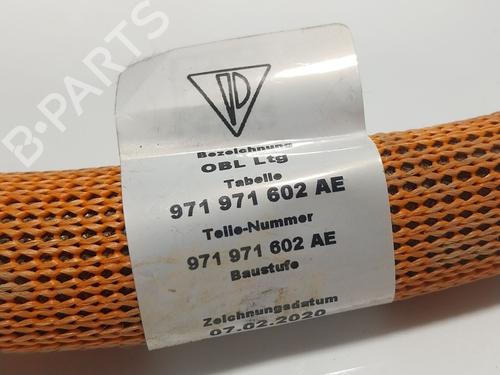 B-PARTS
Bezeichnung
OBL Ltg
Tabelle
971 971 602 AE
Teile-Nummer
971 971 602 AE
Baustufe
Zeichnungsdatum
07.02.2020